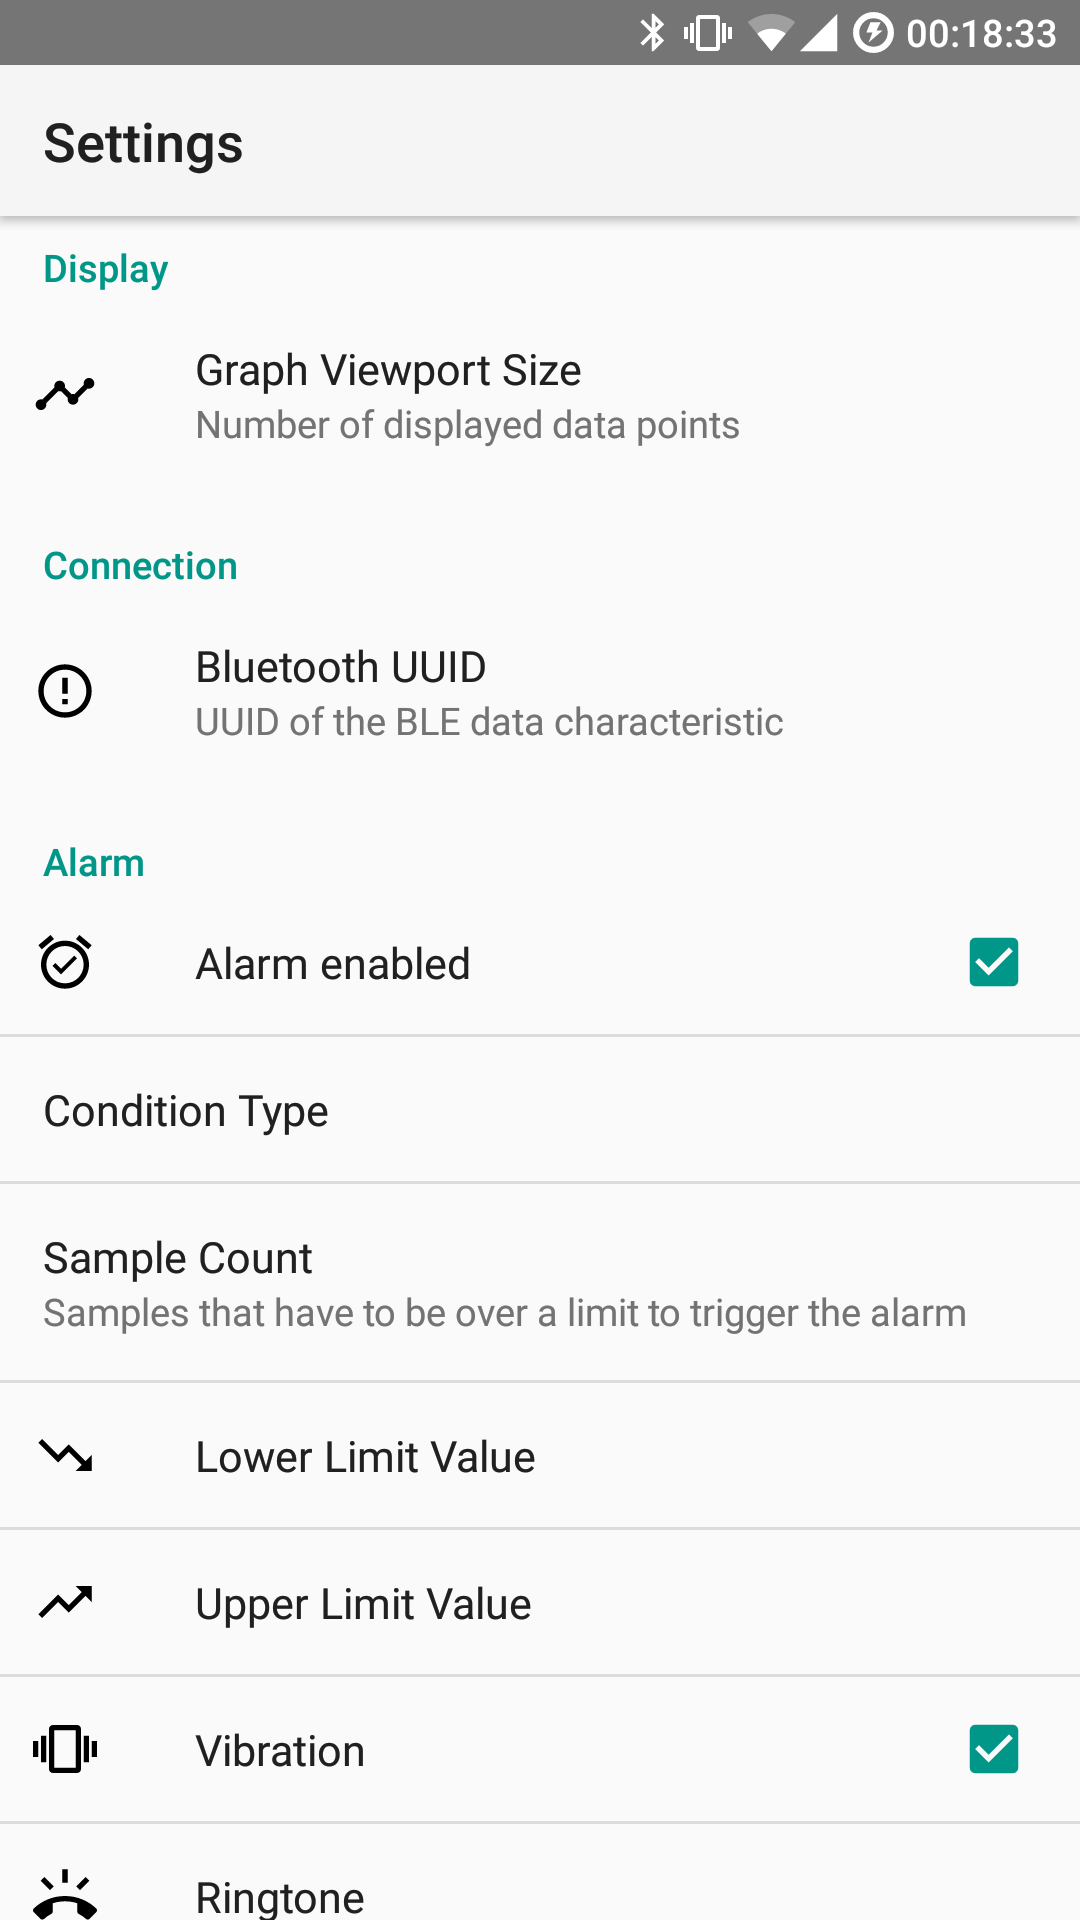 00:18:33
Settings
Display
Graph Viewport Size
Number of displayed data points
Connection
Bluetooth UUID
UUID of the BLE data characteristic
Alarm
Alarm enabled
Condition Type
Sample Count
Samples that have to be over a limit to trigger the alarm
Lower Limit Value
Upper Limit Value
Vibration
Ringtone